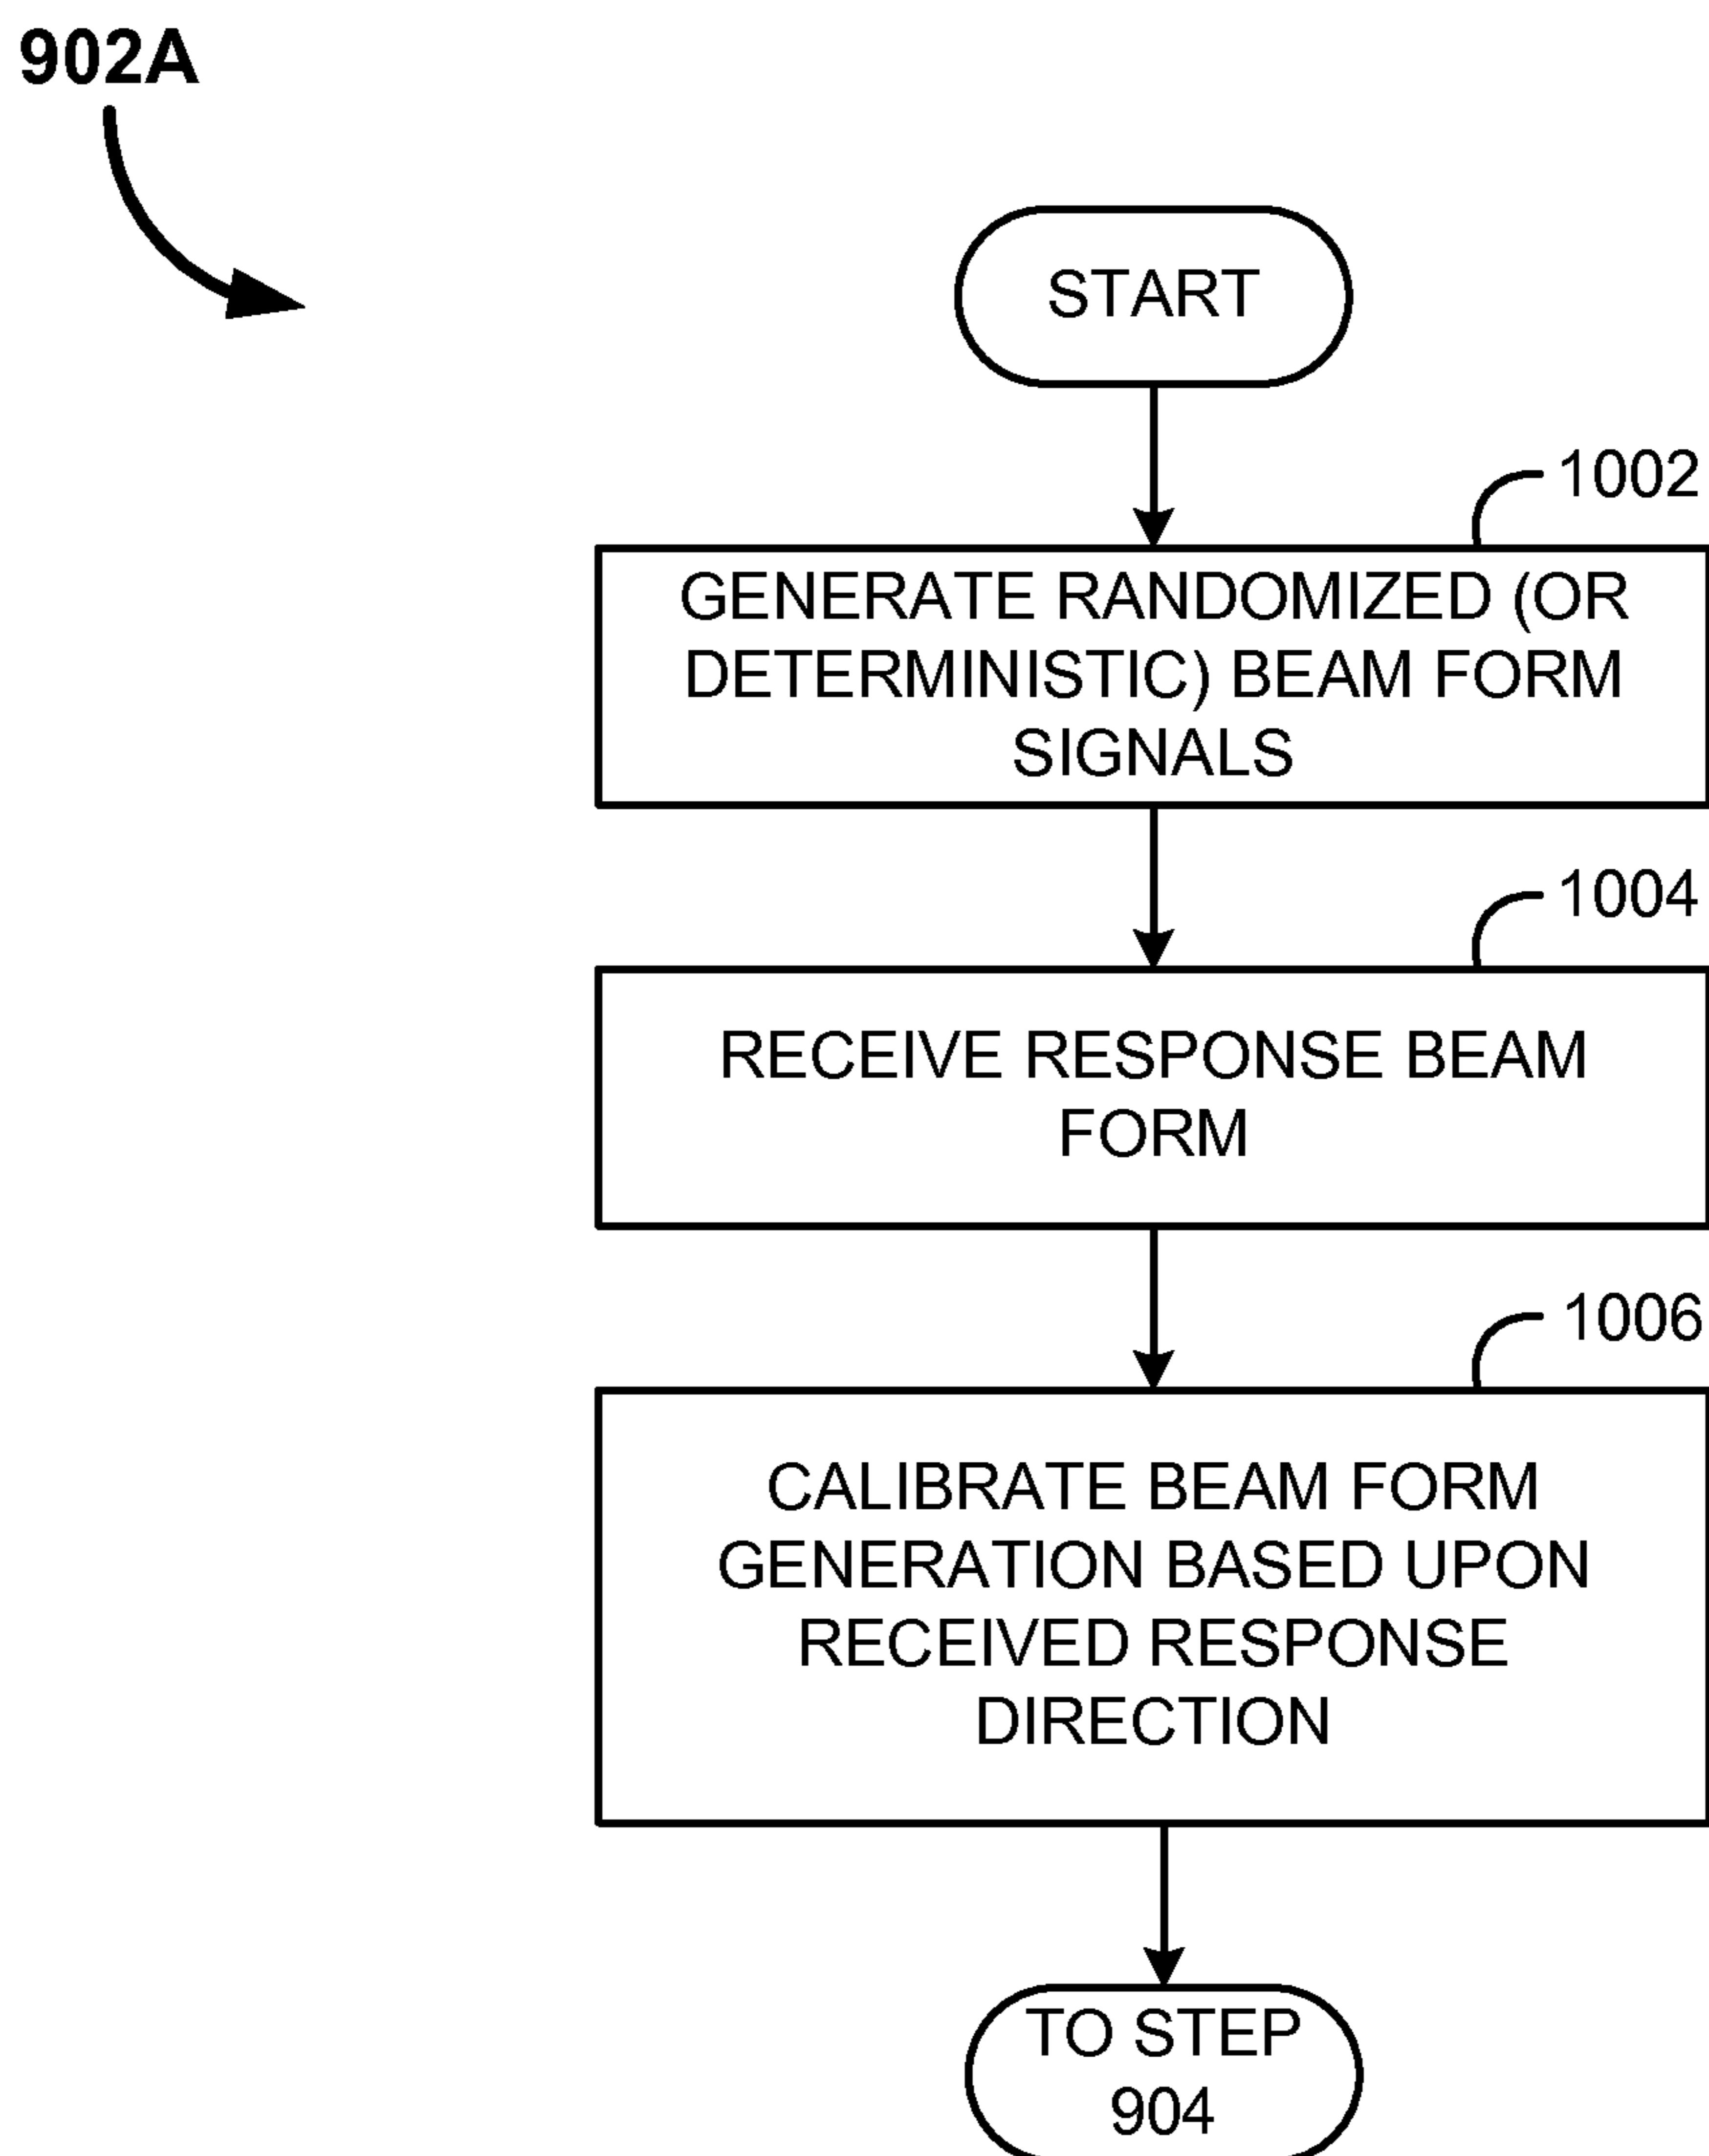 902A
START
1002
GENERATE RANDOMIZED (OR
DETERMINISTIC) BEAM FORM
SIGNALS
1004
RECEIVE RESPONSE BEAM
FORM
1006
CALIBRATE BEAM FORM
GENERATION BASED UPON
RECEIVED RESPONSE
DIRECTION
TO STEP
904